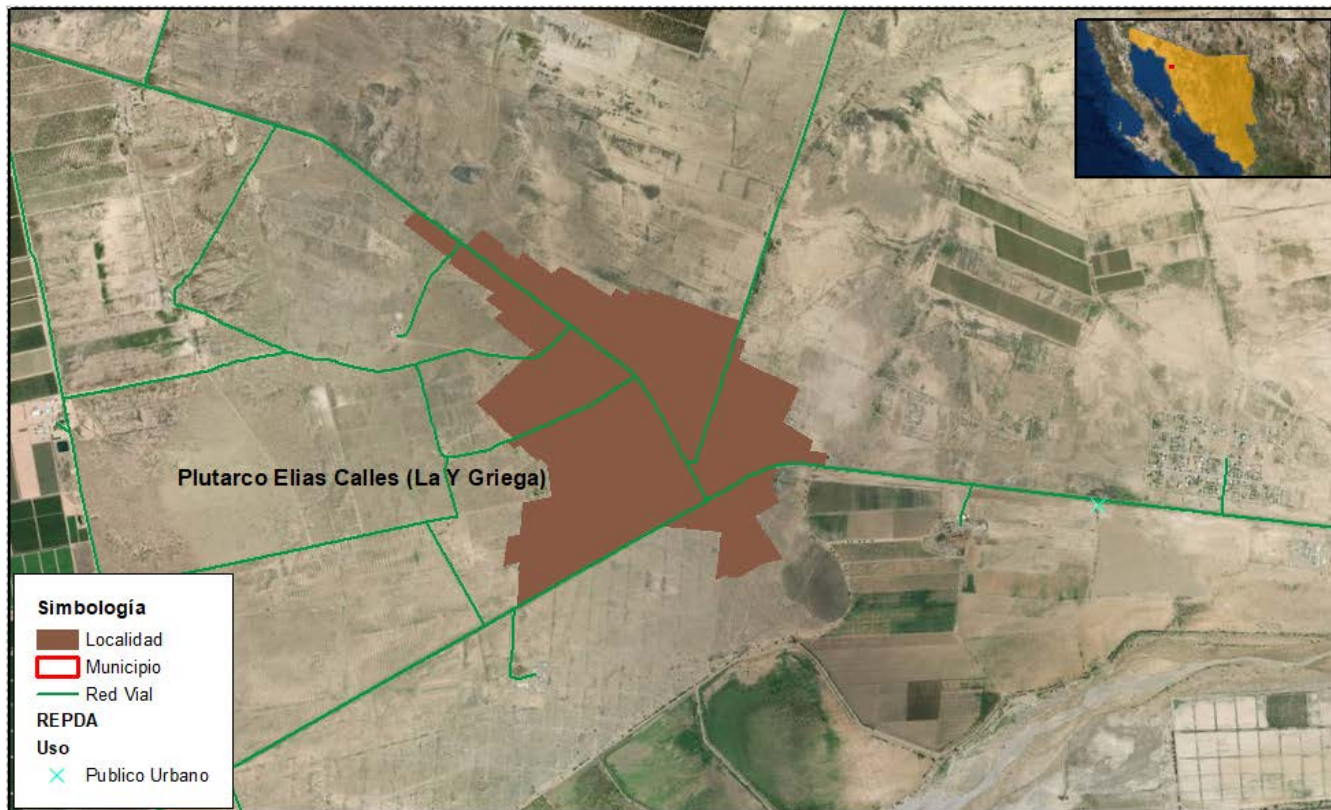 Plutarco Elias Calles (La Y Griega)
Simbología
Localidad
Municipio
Red Vial
REPDA
Uso
Publico Urbano